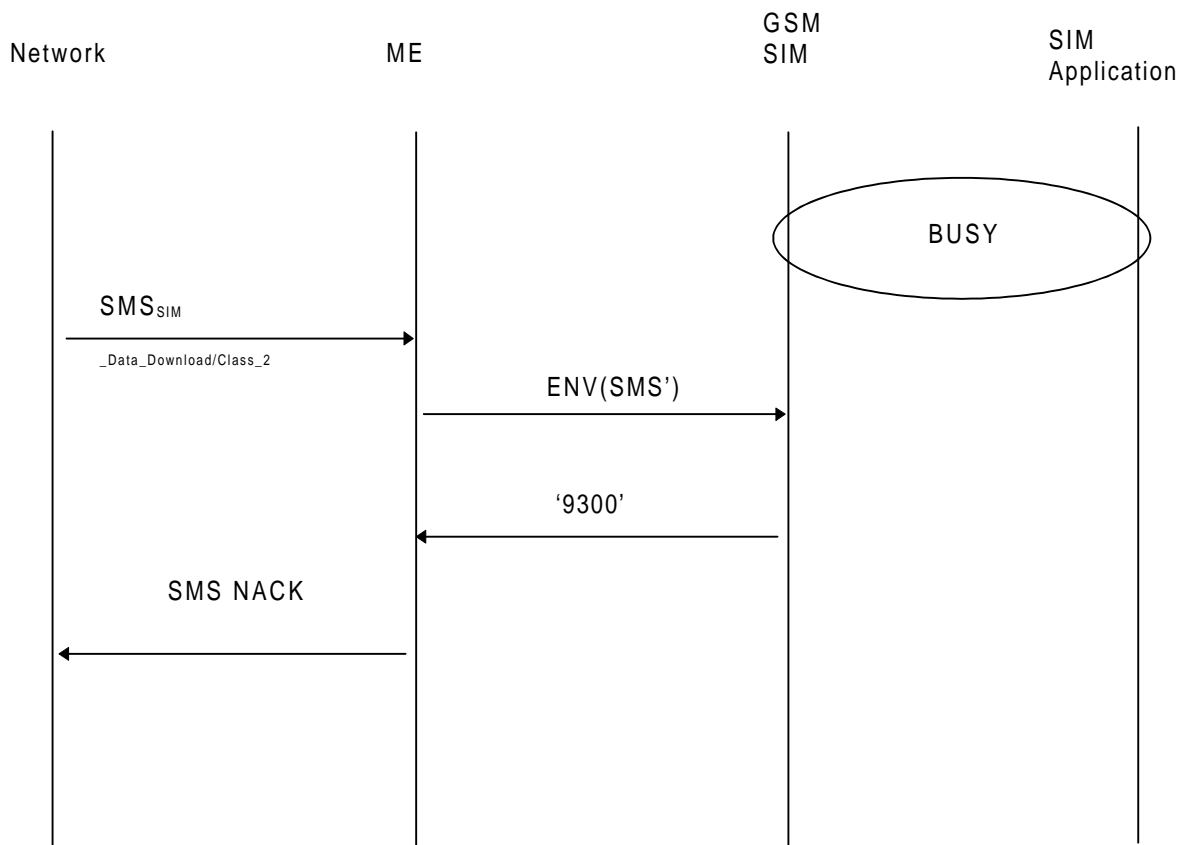 Network
ME
GSM
SIM
SIM
Application
BUSY
SMSSIM
_Data_Download/Class_2
ENV(SMS’)
‘9300’
SMS NACK